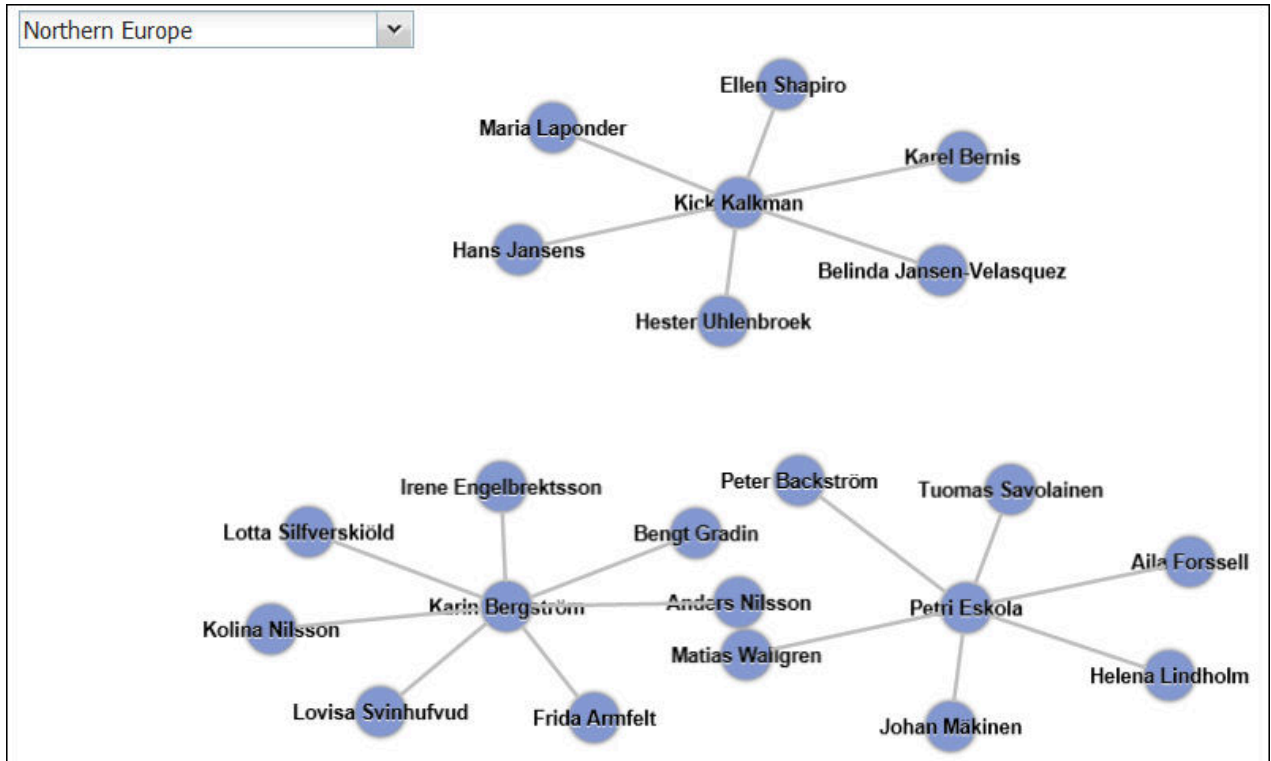 Northern Europe
Ellen Shapiro
Maria Laponder
Karel Bernis
Kick Kalkman
Hans Jansens
Belinda Jansen-Velasquez
Hester Uhlenbroek
Irene Engelbrektsson
Peter Backström
Tuomas Savolainen
Lotta Silfverskiöld
Bengt Gradin
Aila Forssell
Karin Bergström
Anders Nilsson
Petri Eskola
Kolina Nilsson
Matias Wallgren
Helena Lindholm
Lovisa Svinhufvud
Frida Armfelt
Johan Mäkinen